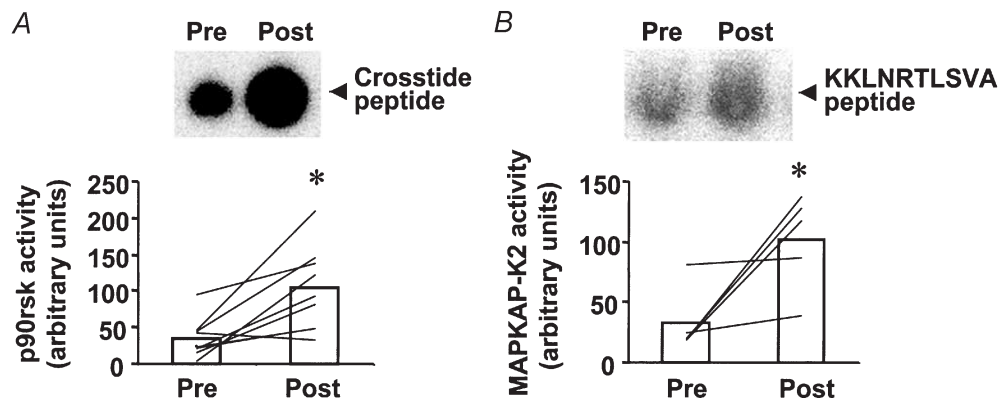 A
Pre Post
Crosstide
peptide
p90rsk activity
(arbitrary units)
250
200
150
100
50
0
*
Pre Post
B
Pre Post
KKLNRTLSVA
peptide
MAPKAP-K2 activity
(arbitrary units)
150
100
50
0
*
Pre Post